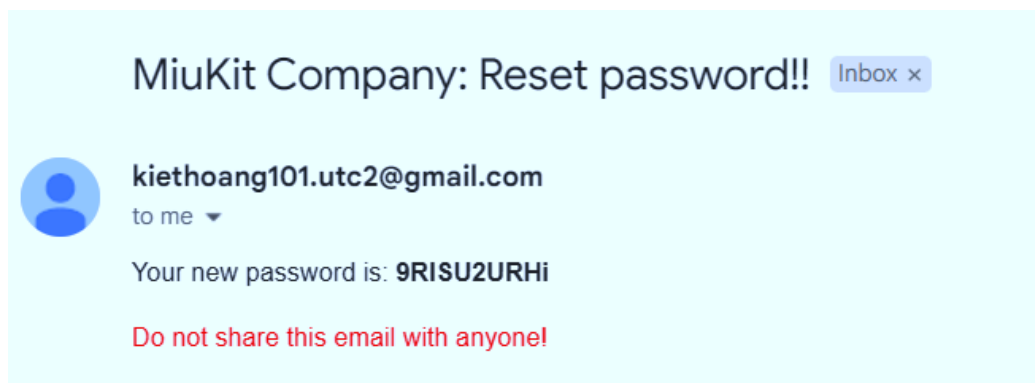 MiuKit Company: Reset password!! Inbox ×
kiethoang101.utc2@gmail.com
to me
Your new password is: 9RISU2URHi
Do not share this email with anyone!